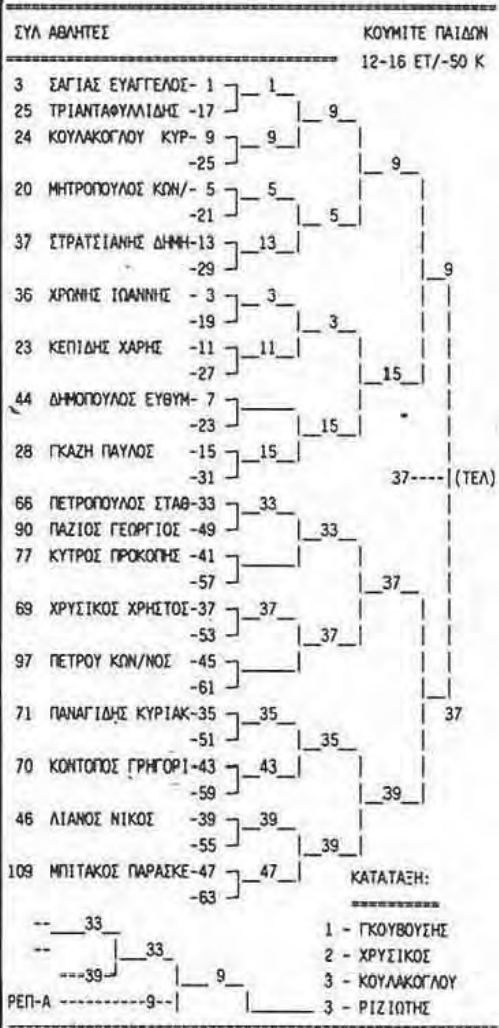 ΣΥΛ ΑΘΛΗΤΕΣ ΚΟΥΜΙΤΕ ΠΑΙΔΩΝ
12-16 ΕΤ/-50 Κ
3 ΣΑΓΙΑΣ ΕΥΑΓΓΕΛΟΣ- 1 1
25 ΤΡΙΑΝΤΑΦΥΛΛΙΔΗΣ -17 9
24 ΚΟΥΛΑΚΟΓΛΟΥ ΚΥΡ- 9 9
-25 9
20 ΜΗΤΡΟΠΟΥΛΟΣ ΚΩΝ/- 5 5
-21 5
37 ΣΤΡΑΤΣΙΑΝΗΣ ΔΗΜΗ-13 13
-29 9
36 ΧΡΩΝΗΣ ΙΩΑΝΝΗΣ - 3 3
-19 3
23 ΚΕΠΙΔΗΣ ΧΑΡΗΣ -11 11
-27 15
44 ΔΗΜΟΠΟΥΛΟΣ ΕΥΘΥΜ- 7
-23 15
28 ΓΚΑΖΗ ΠΑΥΛΟΣ -15 15
-31 37----(ΤΕΛ)
66 ΠΕΤΡΟΠΟΥΛΟΣ ΣΤΑΘ-33 33
90 ΠΑΖΙΟΣ ΓΕΩΡΓΙΟΣ -49 33
77 ΚΥΤΡΟΣ ΠΡΟΚΟΠΗΣ -41
-57 37
69 ΧΡΥΣΙΚΟΣ ΧΡΗΣΤΟΣ-37 37
-53 37
97 ΠΕΤΡΟΥ ΚΩΝ/ΝΟΣ -45
-61
71 ΠΑΝΑΓΙΔΗΣ ΚΥΡΙΑΚ-35 35 37
-51 35
70 ΚΟΝΤΟΠΟΣ ΓΡΗΓΟΡΙ-43 43
-59 39
46 ΛΙΑΝΟΣ ΝΙΚΟΣ -39 39
-55 39
109 ΜΠΙΤΑΚΟΣ ΠΑΡΑΣΚΕ-47 47
-63 ΚΑΤΑΤΑΞΗ:
-- 33 1 - ΓΚΟΥΒΟΥΣΗΣ
-- 33 2 - ΧΡΥΣΙΚΟΣ
---39 9 3 - ΚΟΥΛΑΚΟΓΛΟΥ
ΡΕΠ-Α ----------9-- 3 - ΡΙΖΙΩΤΗΣ